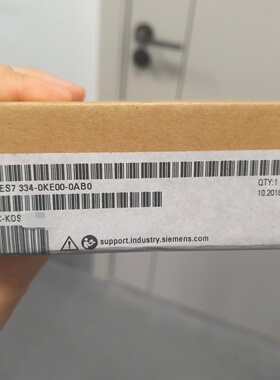 ES7 334-0KE00-0AB0
QTY:1
10.2018
C-KOS
support.industry.siemens.com